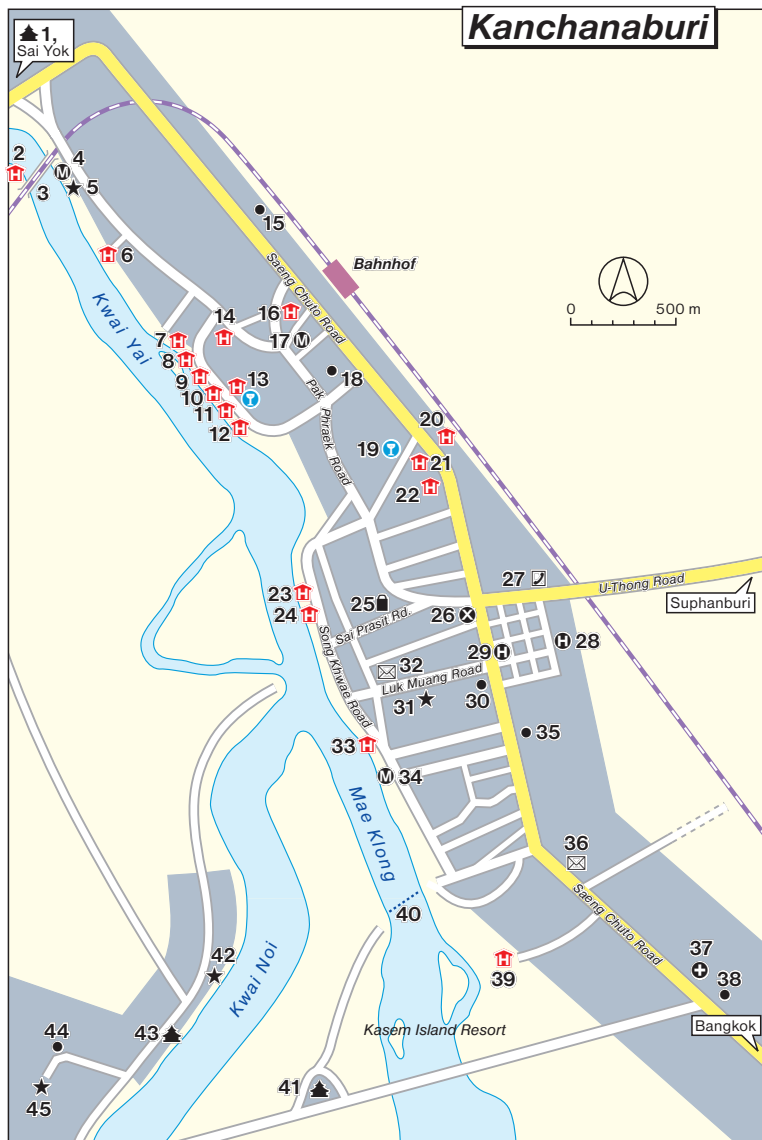 Kanchanaburi
1,
Sai Yok
2
4
3
5
15
6
Bahnhof
Saeng Chuto Road
0 500 m
Kwai Yai
14
16
7
17
8
18
9
13
10
11
12
Pak Phraek Road
20
19
21
22
27
U-Thong Road
Suphanburi
23
25
24
26
Sai Prasit Rd.
28
29
32
Luk Muang Road
Song Khwae Road
31
30
35
33
34
Mae Klong
36
40
Saeng Chuto Road
37
39
38
42
Kwai Noi
Bangkok
43
Kasem Island Resort
44
41
45